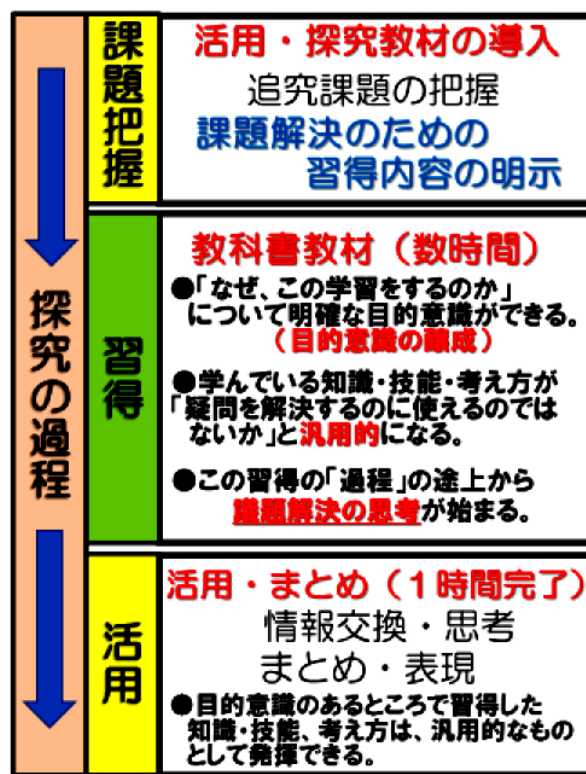 探究の過程
課題把握
活用・探究教材の導入
追究課題の把握
課題解決のための
習得内容の明示
習得
教科書教材（数時間）
●「なぜ、この学習をするのか」
について明確な目的意識ができる。
（目的意識の醸成）
●学んでいる知識・技能・考え方が
「疑問を解決するのに使えるのでは
ないか」と汎用的になる。
●この習得の「過程」の途上から
課題解決の思考が始まる。
活用
活用・まとめ（１時間完了）
情報交換・思考
まとめ・表現
●目的意識のあるところで習得した
知識・技能、考え方は、汎用的なもの
として発揮できる。